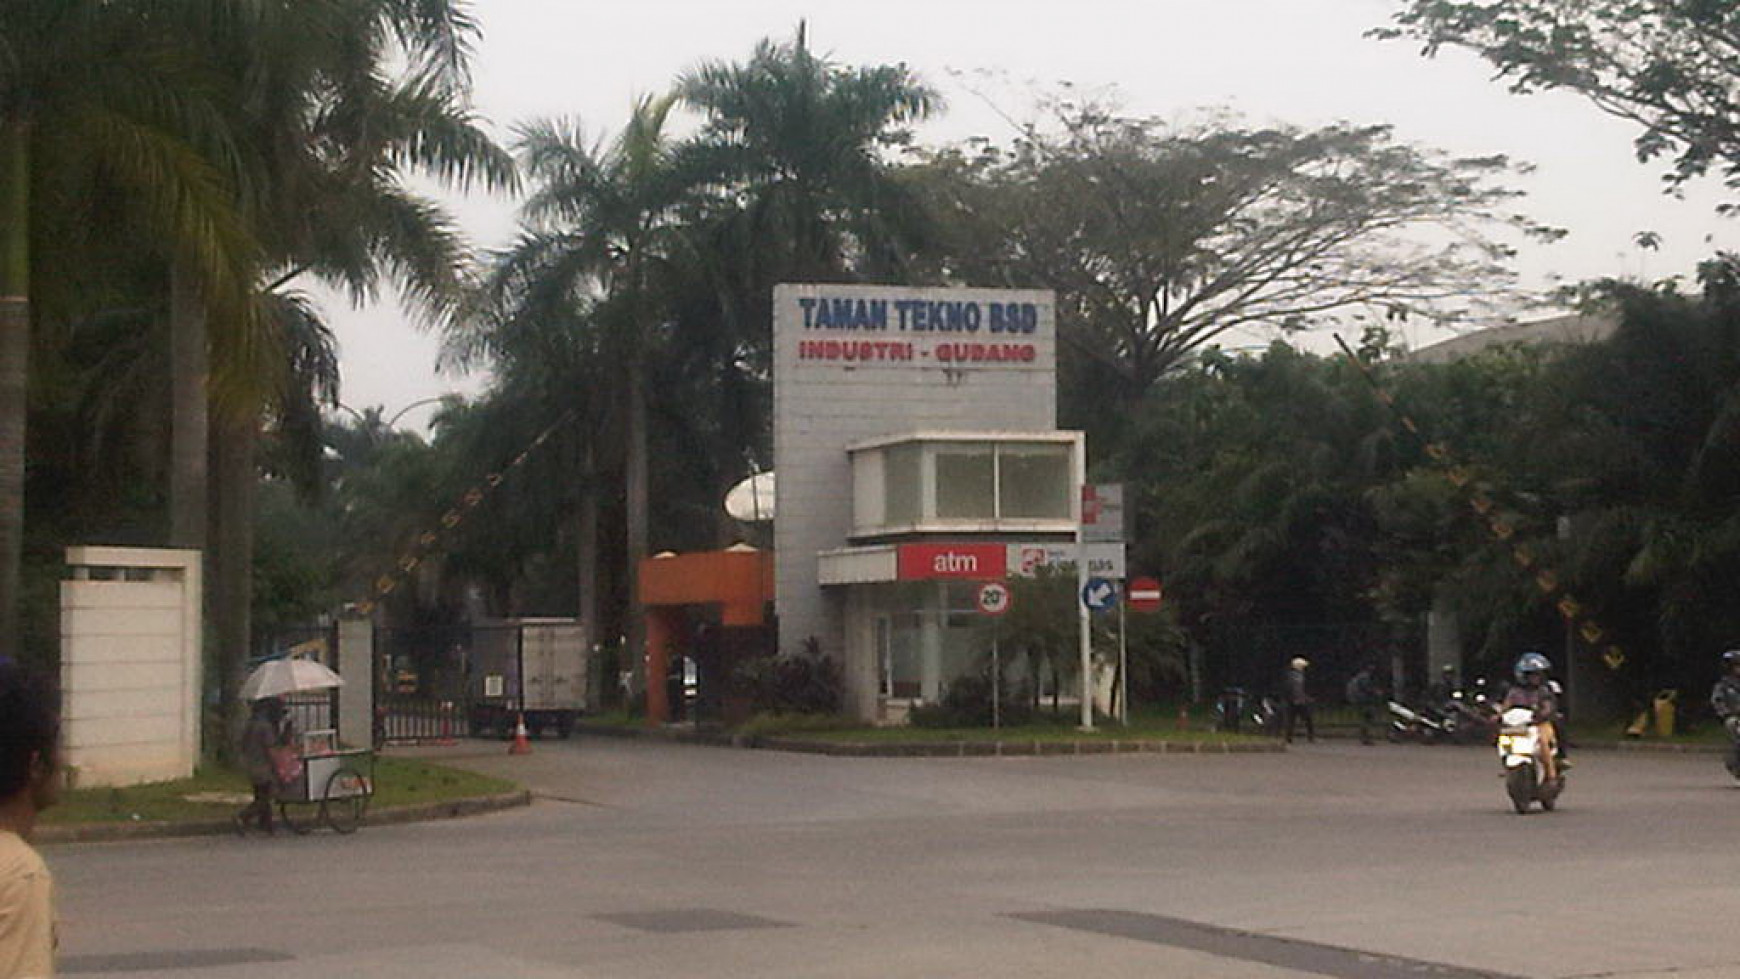 TAMAN TEKNO BSD
INDUSTRI - GUDANG
atm
20